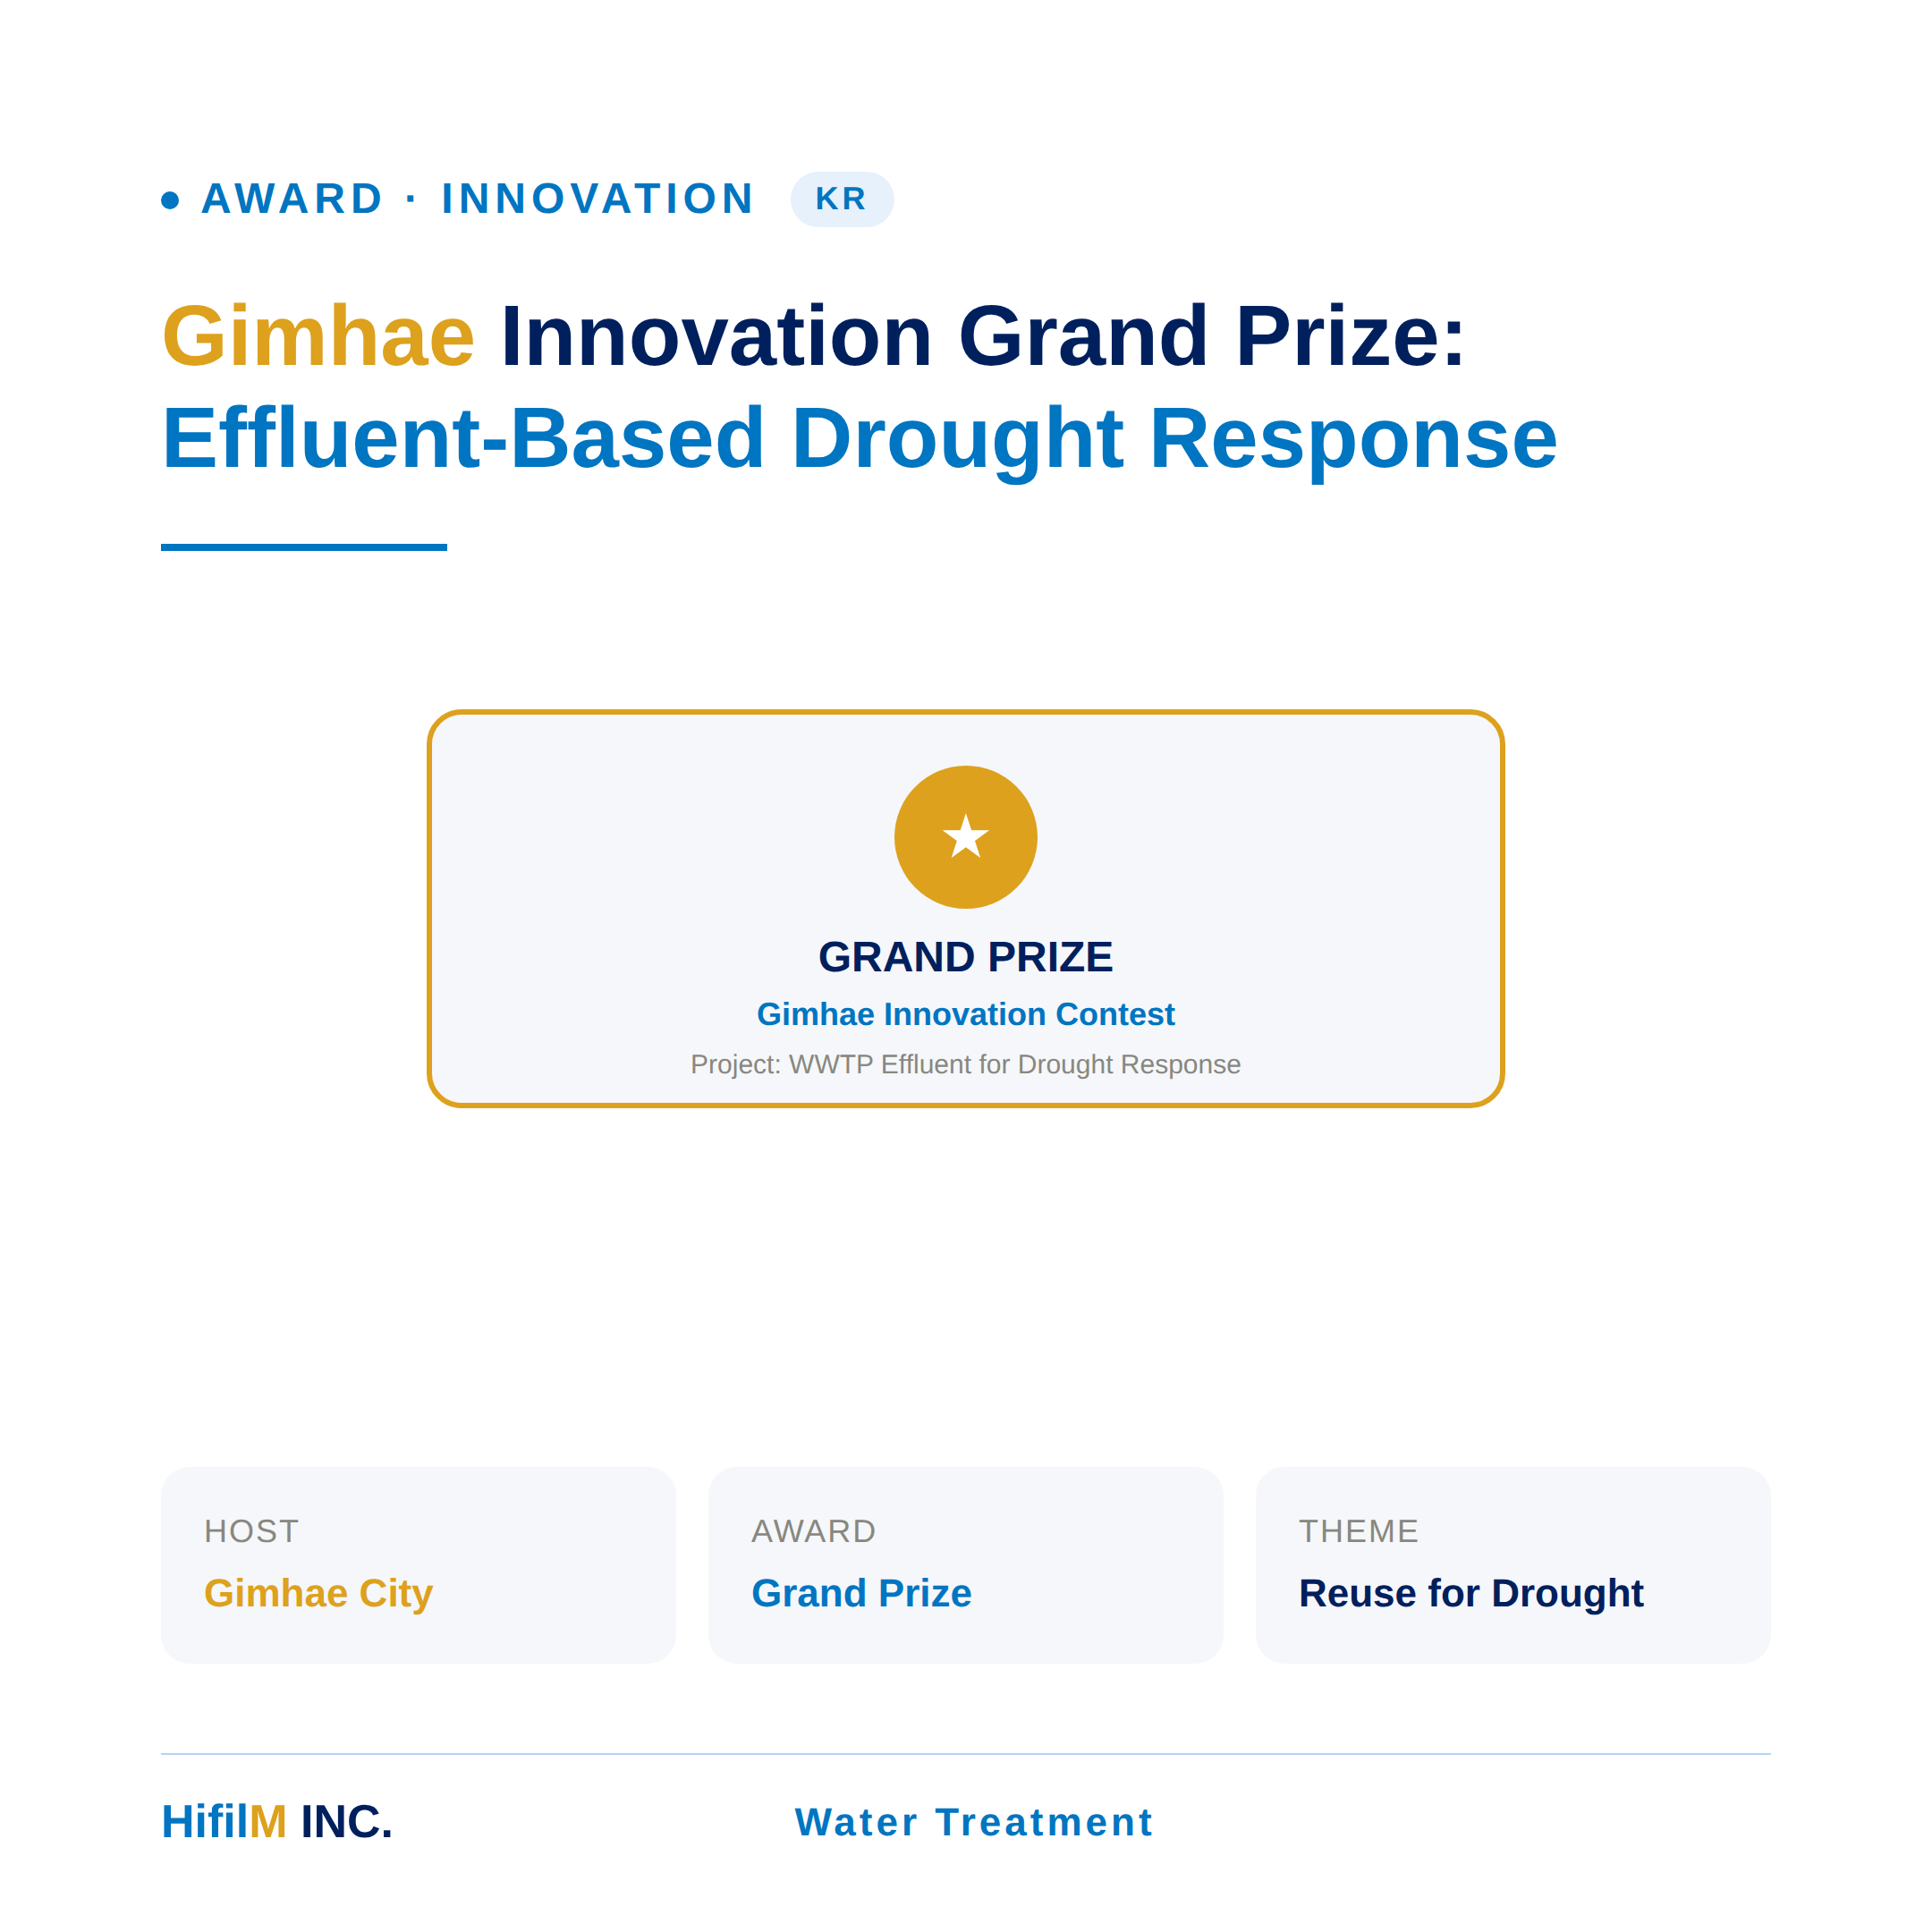 AWARD · INNOVATION KR
Gimhae Innovation Grand Prize:
Effluent-Based Drought Response
GRAND PRIZE
Gimhae Innovation Contest
Project: WWTP Effluent for Drought Response
HOST
Gimhae City
AWARD
Grand Prize
THEME
Reuse for Drought
HifilM INC.
Water Treatment